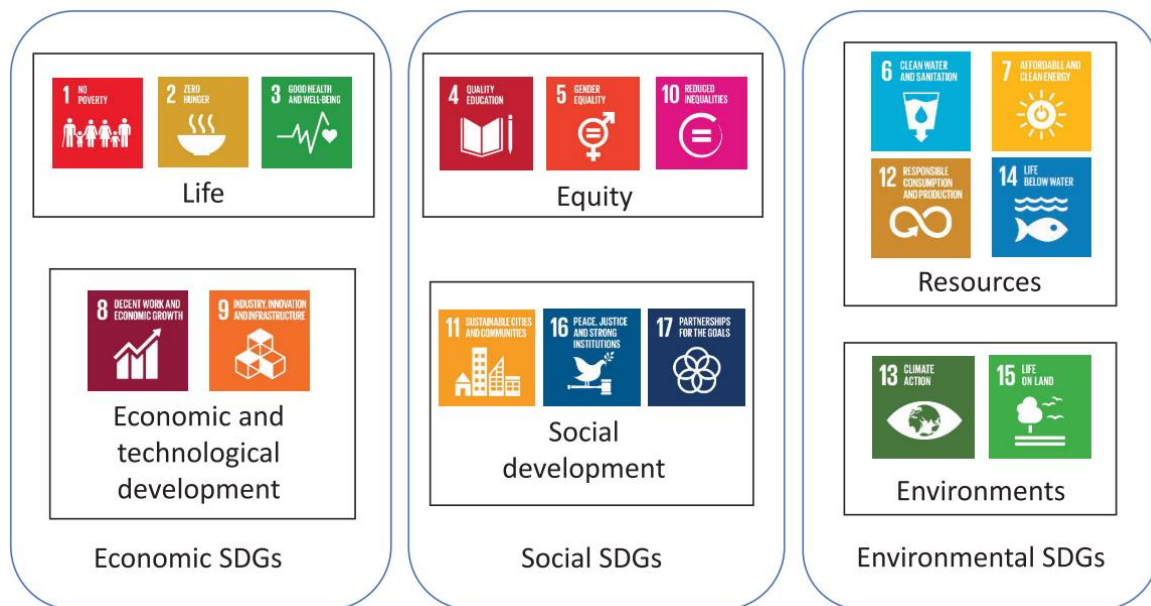 1 NO
POVERTY
2 ZERO
HUNGER
3 GOOD HEALTH
AND WELL-BEING
Life
8 DECENT WORK AND
ECONOMIC GROWTH
9 INDUSTRY, INNOVATION
AND INFRASTRUCTURE
Economic and
technological
development
Economic SDGs
4 QUALITY
EDUCATION
5 GENDER
EQUALITY
10 REDUCED
INEQUALITIES
Equity
11 SUSTAINABLE CITIES
AND COMMUNITIES
16 PEACE, JUSTICE
AND STRONG
INSTITUTIONS
17 PARTNERSHIPS
FOR THE GOALS
Social
development
Social SDGs
6 CLEAN WATER
AND SANITATION
7 AFFORDABLE AND
CLEAN ENERGY
12 RESPONSIBLE
CONSUMPTION
AND PRODUCTION
14 LIFE
BELOW WATER
Resources
13 CLIMATE
ACTION
15 LIFE
ON LAND
Environments
Environmental SDGs